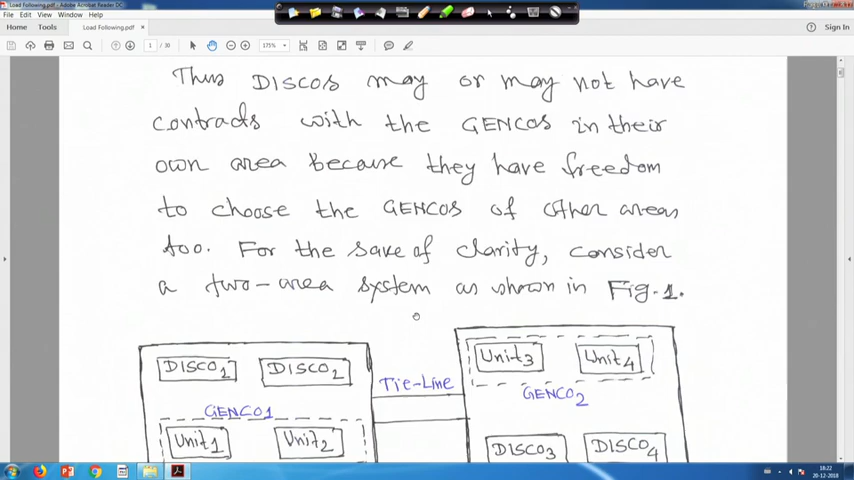 Load Following.pdf - Adobe Acrobat Reader DC
File Edit View Window Help
Home Tools Load Following.pdf × Sign In
1 / 30 175%
Thus DISCOS may or may not have
contracts with the GENCOS in their
own area because they have freedom
to choose the GENCOS of other areas
too. For the sake of clarity, consider
a two-area system as shown in Fig.1.
DISCO1 DISCO2
GENCO1
Unit1 Unit2
Tie-Line
Unit3 Unit4
GENCO2
DISCO3 DISCO4
18:22
20-12-2018